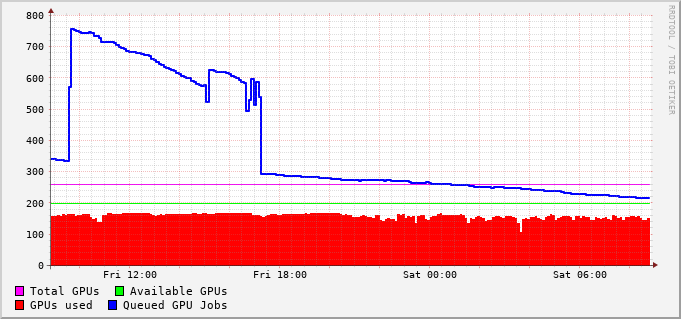 800
700
600
500
400
300
200
100
0
Fri 12:00 Fri 18:00 Sat 00:00 Sat 06:00
Total GPUs Available GPUs
GPUs used Queued GPU Jobs
RRDTOOL / TOBI OETIKER